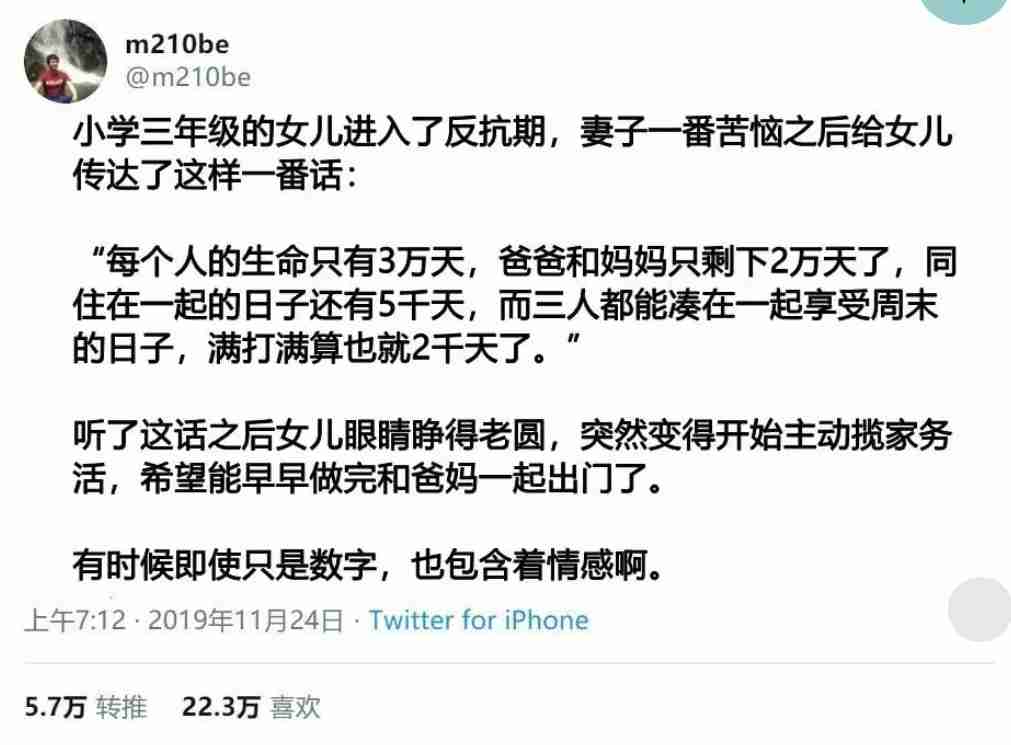 m210be
@m210be
小学三年级的女儿进入了反抗期，妻子一番苦恼之后给女儿
传达了这样一番话：
“每个人的生命只有3万天，爸爸和妈妈只剩下2万天了，同
住在一起的日子还有5千天，而三人都能凑在一起享受周末
的日子，满打满算也就2千天了。”
听了这话之后女儿眼睛睁得老圆，突然变得开始主动揽家务
活，希望能早早做完和爸妈一起出门了。
有时候即使只是数字，也包含着情感啊。
上午7:12 · 2019年11月24日 · Twitter for iPhone
5.7万 转推 22.3万 喜欢